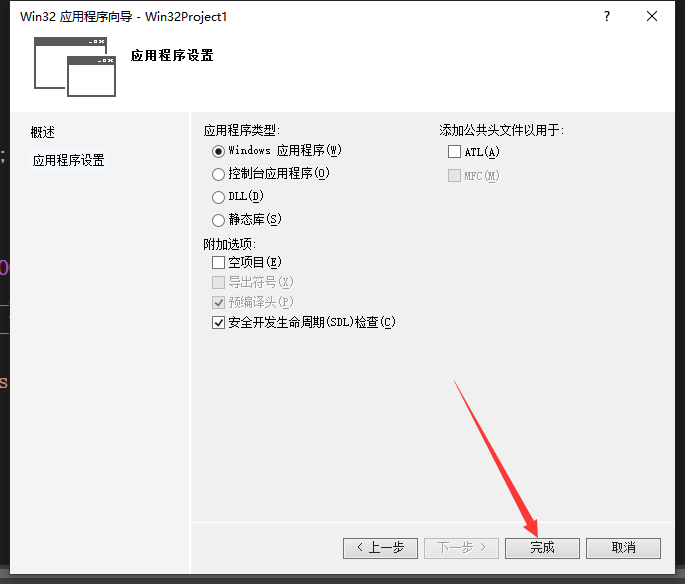 Win32 应用程序向导 - Win32Project1
?
应用程序设置
概述
应用程序设置
应用程序类型:
Windows 应用程序(W)
控制台应用程序(O)
DLL(D)
静态库(S)
附加选项:
空项目(E)
导出符号(X)
预编译头(P)
安全开发生命周期(SDL)检查(C)
添加公共头文件以用于:
ATL(A)
MFC(M)
< 上一步
下一步 >
完成
取消